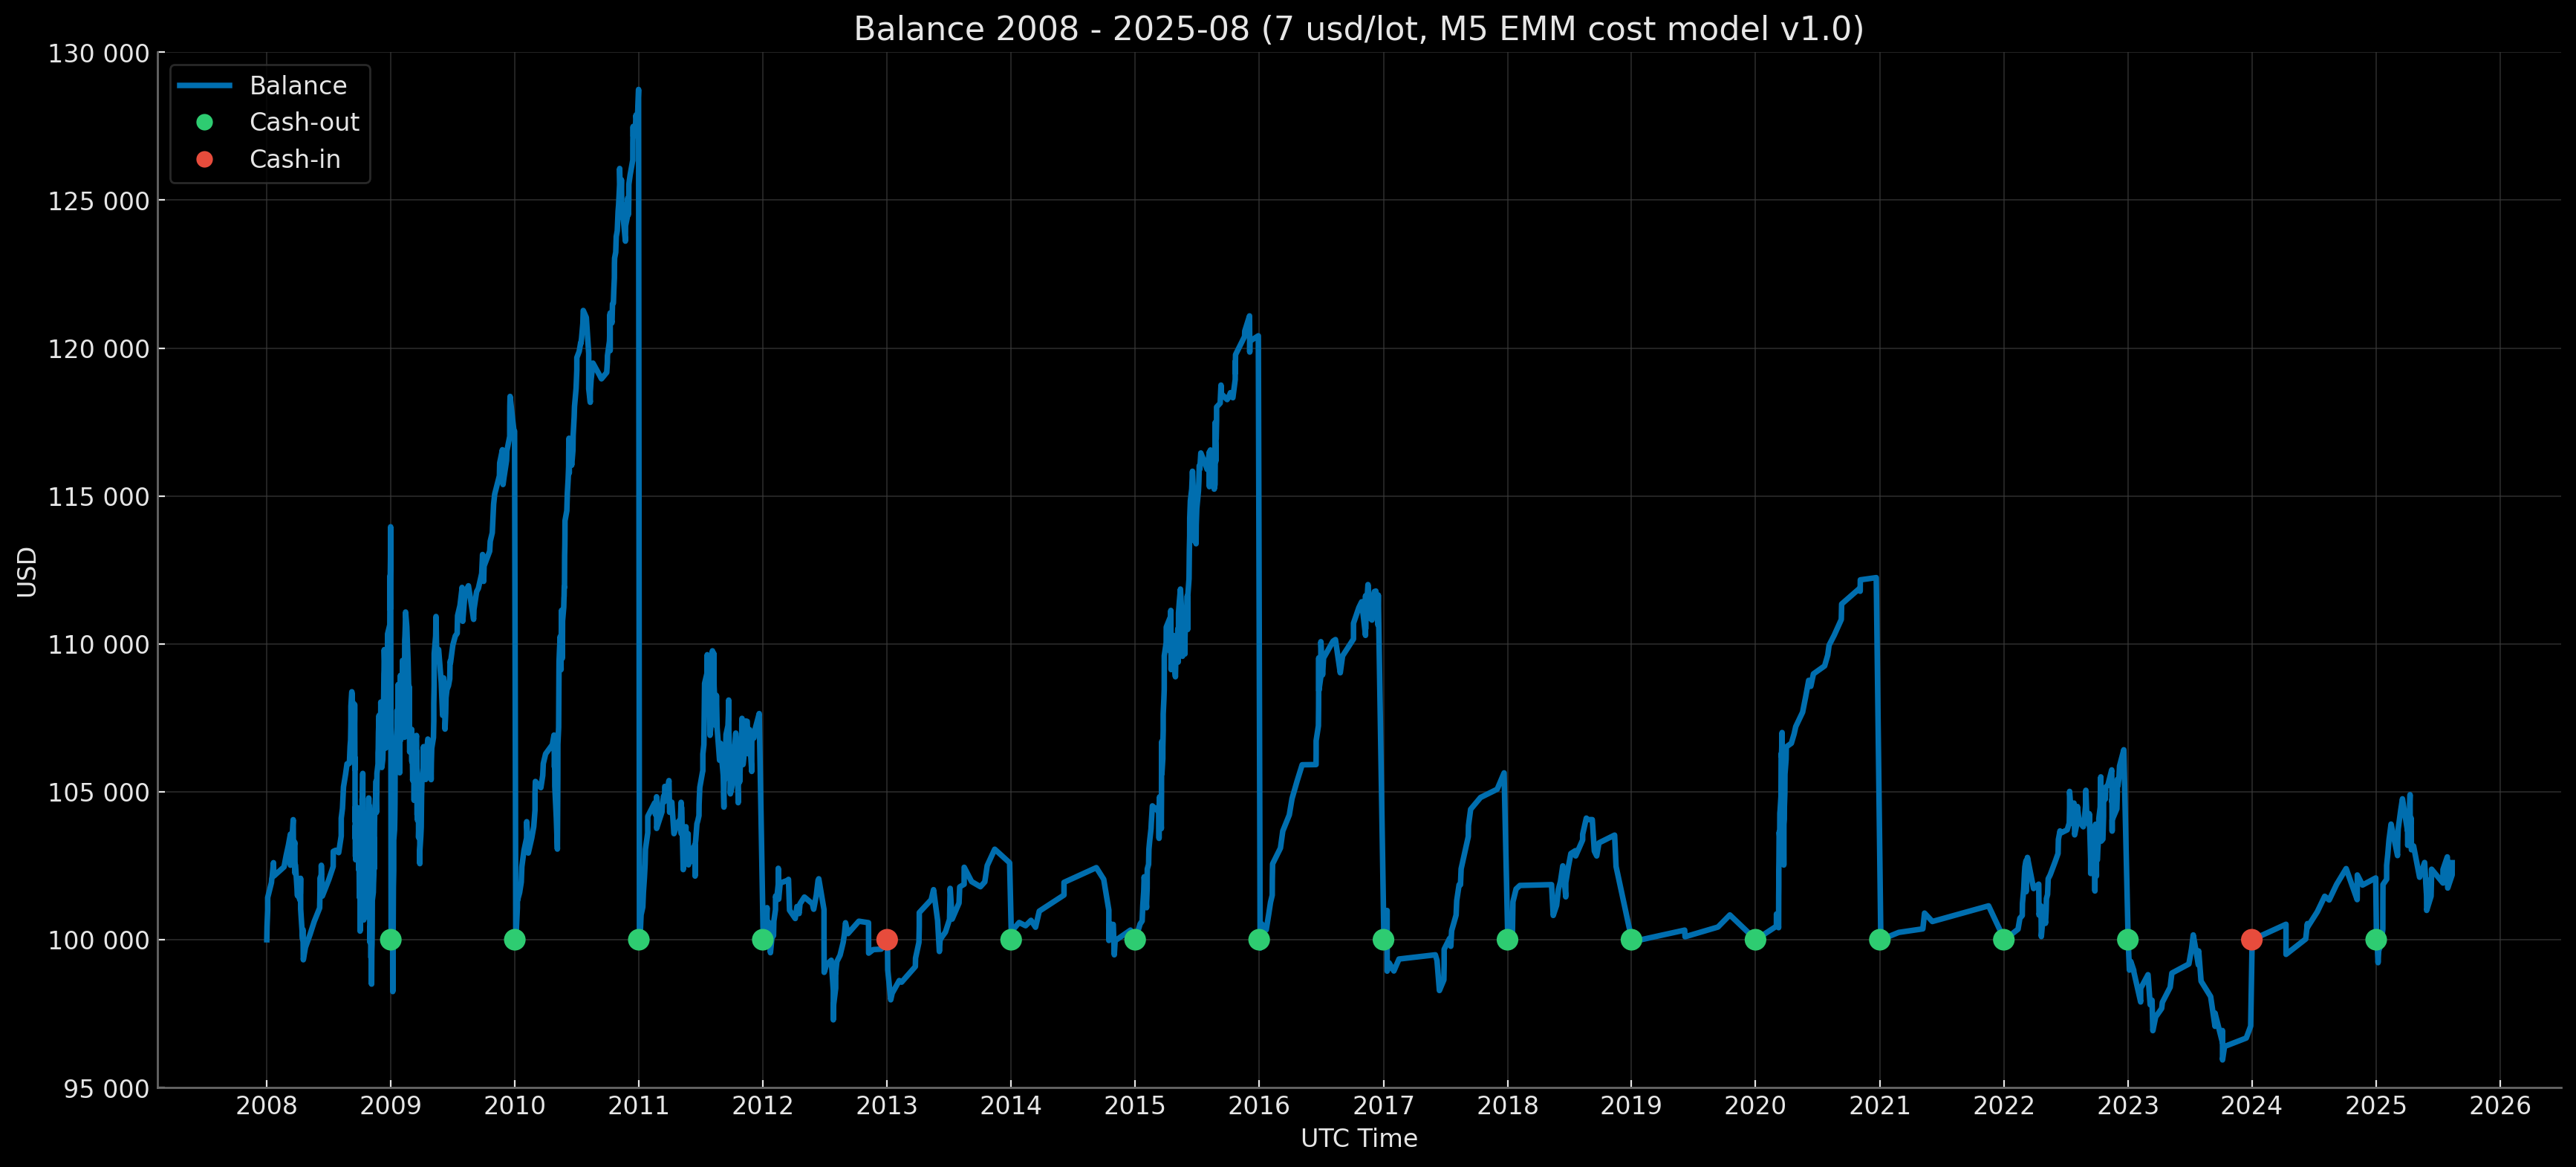 Balance 2008 - 2025-08 (7 usd/lot, M5 EMM cost model v1.0)
Balance
Cash-out
Cash-in
USD
130 000
125 000
120 000
115 000
110 000
105 000
100 000
95 000
2008 2009 2010 2011 2012 2013 2014 2015 2016 2017 2018 2019 2020 2021 2022 2023 2024 2025 2026
UTC Time